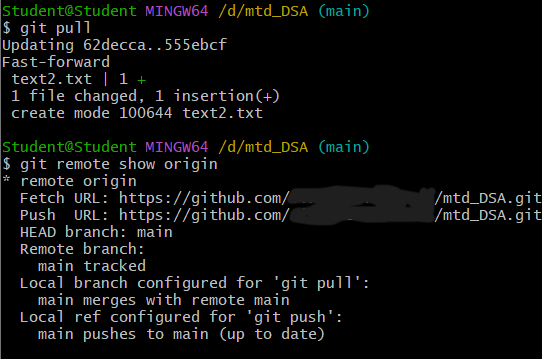 Student@Student MINGW64 /d/mtd_DSA (main)
$ git pull
Updating 62decca..555ebcf
Fast-forward
 text2.txt | 1 +
 1 file changed, 1 insertion(+)
 create mode 100644 text2.txt

Student@Student MINGW64 /d/mtd_DSA (main)
$ git remote show origin
* remote origin
  Fetch URL: https://github.com/ /mtd_DSA.git
  Push  URL: https://github.com/ /mtd_DSA.git
  HEAD branch: main
  Remote branch:
    main tracked
  Local branch configured for 'git pull':
    main merges with remote main
  Local ref configured for 'git push':
    main pushes to main (up to date)